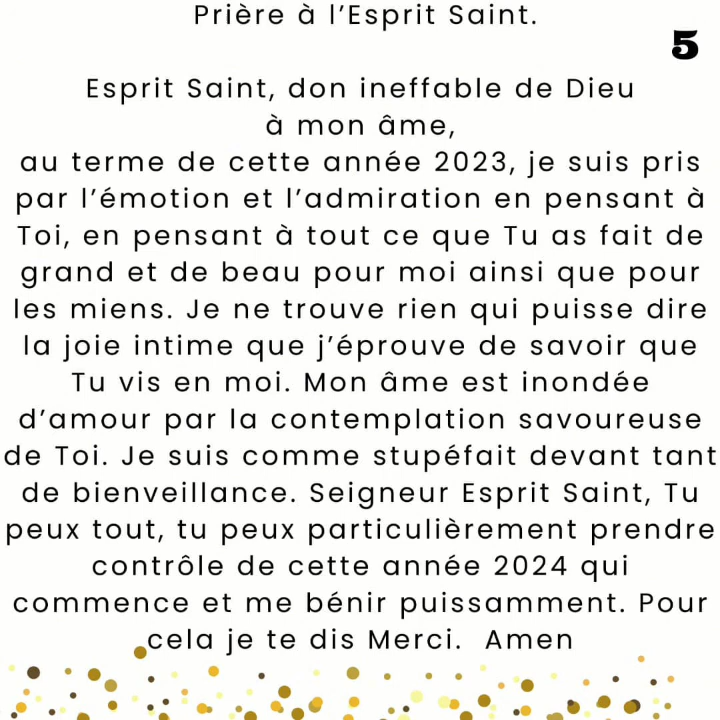 Prière à l’Esprit Saint.
5
Esprit Saint, don ineffable de Dieu
à mon âme,
au terme de cette année 2023, je suis pris
par l’émotion et l’admiration en pensant à
Toi, en pensant à tout ce que Tu as fait de
grand et de beau pour moi ainsi que pour
les miens. Je ne trouve rien qui puisse dire
la joie intime que j’éprouve de savoir que
Tu vis en moi. Mon âme est inondée
d’amour par la contemplation savoureuse
de Toi. Je suis comme stupéfait devant tant
de bienveillance. Seigneur Esprit Saint, Tu
peux tout, tu peux particulièrement prendre
contrôle de cette année 2024 qui
commence et me bénir puissamment. Pour
cela je te dis Merci. Amen